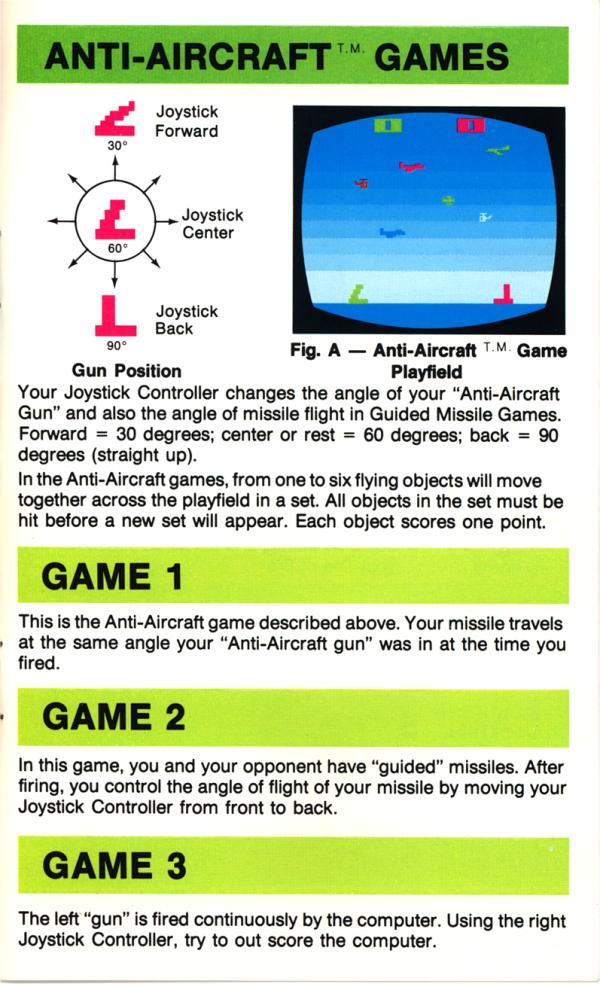 ANTI-AIRCRAFT T.M. GAMES
Joystick
Forward
30°
Joystick
Center
60°
Joystick
Back
90°
Gun Position
Fig. A — Anti-Aircraft T.M. Game
Playfield
Your Joystick Controller changes the angle of your “Anti-Aircraft
Gun” and also the angle of missile flight in Guided Missile Games.
Forward = 30 degrees; center or rest = 60 degrees; back = 90
degrees (straight up).
In the Anti-Aircraft games, from one to six flying objects will move
together across the playfield in a set. All objects in the set must be
hit before a new set will appear. Each object scores one point.
GAME 1
This is the Anti-Aircraft game described above. Your missile travels
at the same angle your “Anti-Aircraft gun” was in at the time you
fired.
GAME 2
In this game, you and your opponent have “guided” missiles. After
firing, you control the angle of flight of your missile by moving your
Joystick Controller from front to back.
GAME 3
The left “gun” is fired continuously by the computer. Using the right
Joystick Controller, try to out score the computer.